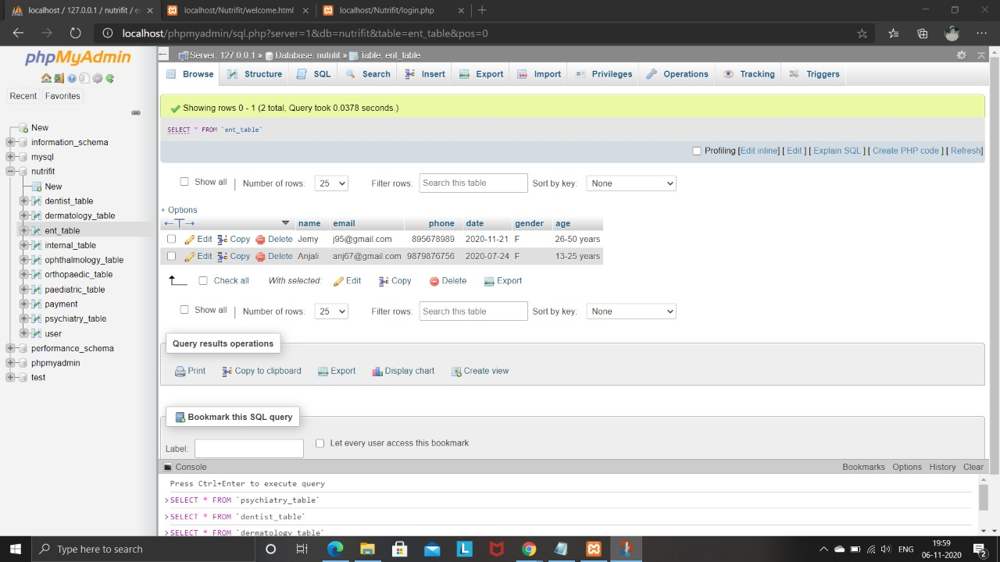 localhost / 127.0.0.1 / nutrifit / e
localhost/Nutrifit/welcome.html
localhost/Nutrifit/login.php
localhost/phpmyadmin/sql.php?server=1&db=nutrifit&table=ent_table&pos=0
phpMyAdmin
Recent Favorites
New
information_schema
mysql
nutrifit
New
dentist_table
dermatology_table
ent_table
internal_table
ophthalmology_table
orthopaedic_table
paediatric_table
payment
psychiatry_table
user
performance_schema
phpmyadmin
test
Server: 127.0.0.1 » Database: nutrifit » Table: ent_table
Browse Structure SQL Search Insert Export Import Privileges Operations Tracking Triggers
Showing rows 0 - 1 (2 total, Query took 0.0378 seconds.)
SELECT * FROM `ent_table`
Profiling [Edit inline] [ Edit ] [ Explain SQL ] [ Create PHP code ] [ Refresh]
Show all | Number of rows: 25 Filter rows: Search this table Sort by key: None
+ Options
←T→ name email phone date gender age
Edit Copy Delete Jemy j95@gmail.com 895678989 2020-11-21 F 26-50 years
Edit Copy Delete Anjali anj67@gmail.com 9879876756 2020-07-24 F 13-25 years
Check all With selected: Edit Copy Delete Export
Show all | Number of rows: 25 Filter rows: Search this table Sort by key: None
Query results operations
Print Copy to clipboard Export Display chart Create view
Bookmark this SQL query
Label: Let every user access this bookmark
Console Bookmarks Options History Clear
Press Ctrl+Enter to execute query
>SELECT * FROM `psychiatry_table`
>SELECT * FROM `dentist_table`
>SELECT * FROM `dermatology_table`
Type here to search
L
ENG
19:59
06-11-2020
2